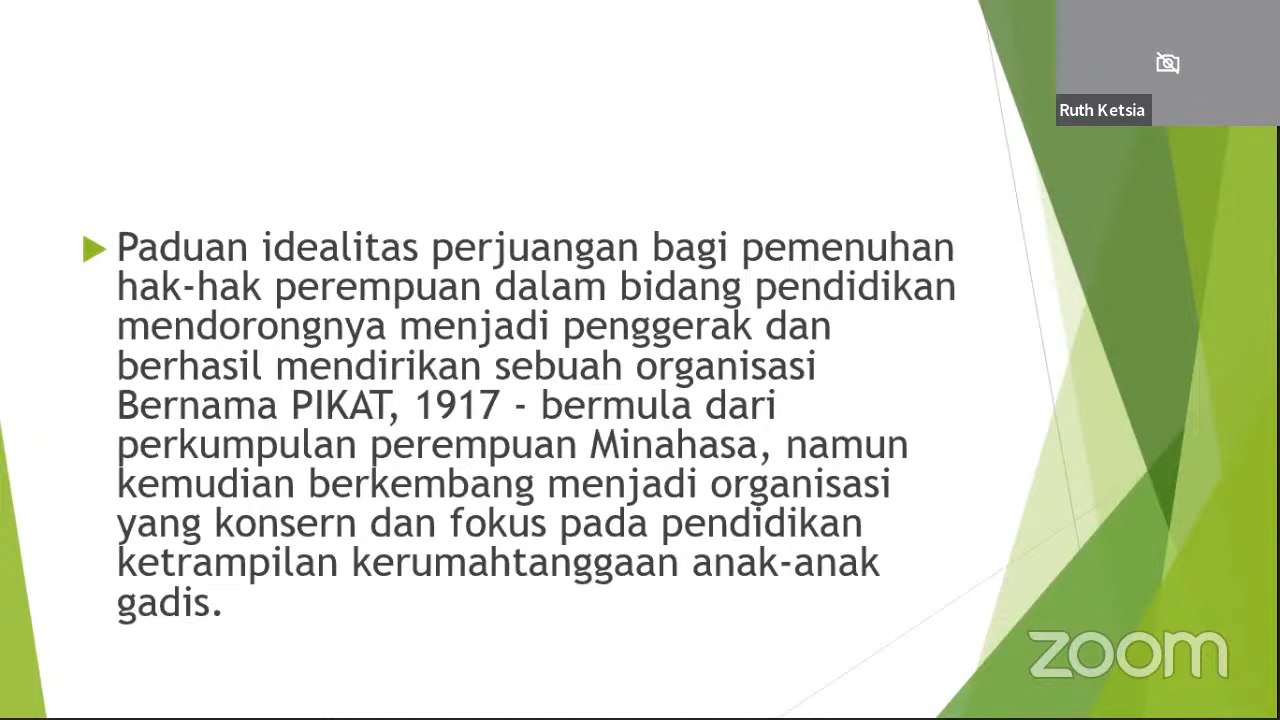 Ruth Ketsia
Paduan idealitas perjuangan bagi pemenuhan
hak-hak perempuan dalam bidang pendidikan
mendorongnya menjadi penggerak dan
berhasil mendirikan sebuah organisasi
Bernama PIKAT, 1917 - bermula dari
perkumpulan perempuan Minahasa, namun
kemudian berkembang menjadi organisasi
yang konsern dan fokus pada pendidikan
ketrampilan kerumahtanggaan anak-anak
gadis.
zoom